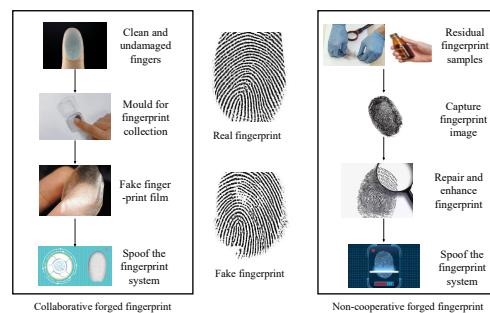 Clean and
undamaged
fingers
Mould for
fingerprint
collection
Fake finger
-print film
Spoof the
fingerprint
system
Collaborative forged fingerprint
Real fingerprint
Fake fingerprint
Residual
fingerprint
samples
Capture
fingerprint
image
Repair and
enhance
fingerprint
Spoof the
fingerprint
system
Non-cooperative forged fingerprint